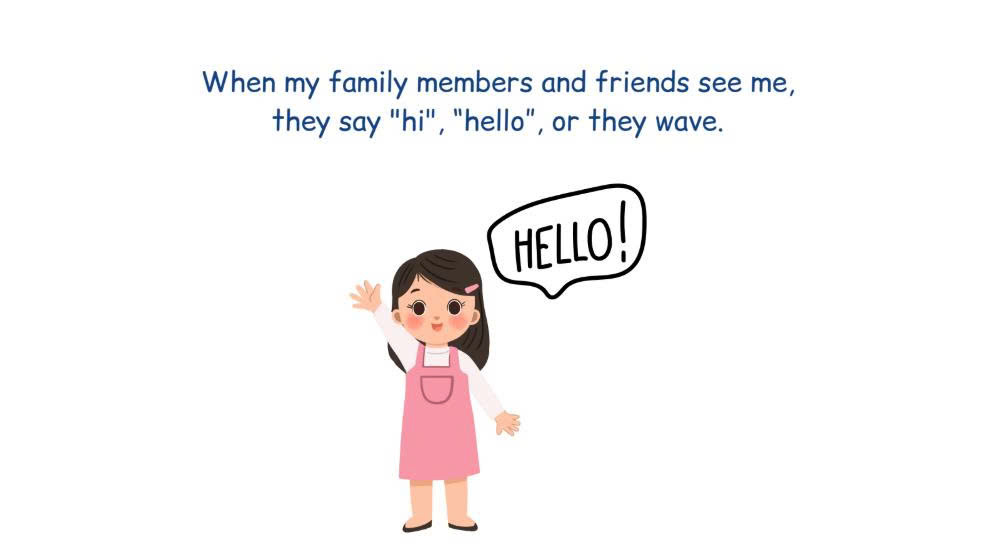 When my family members and friends see me,
they say "hi", “hello”, or they wave.
HELLO!